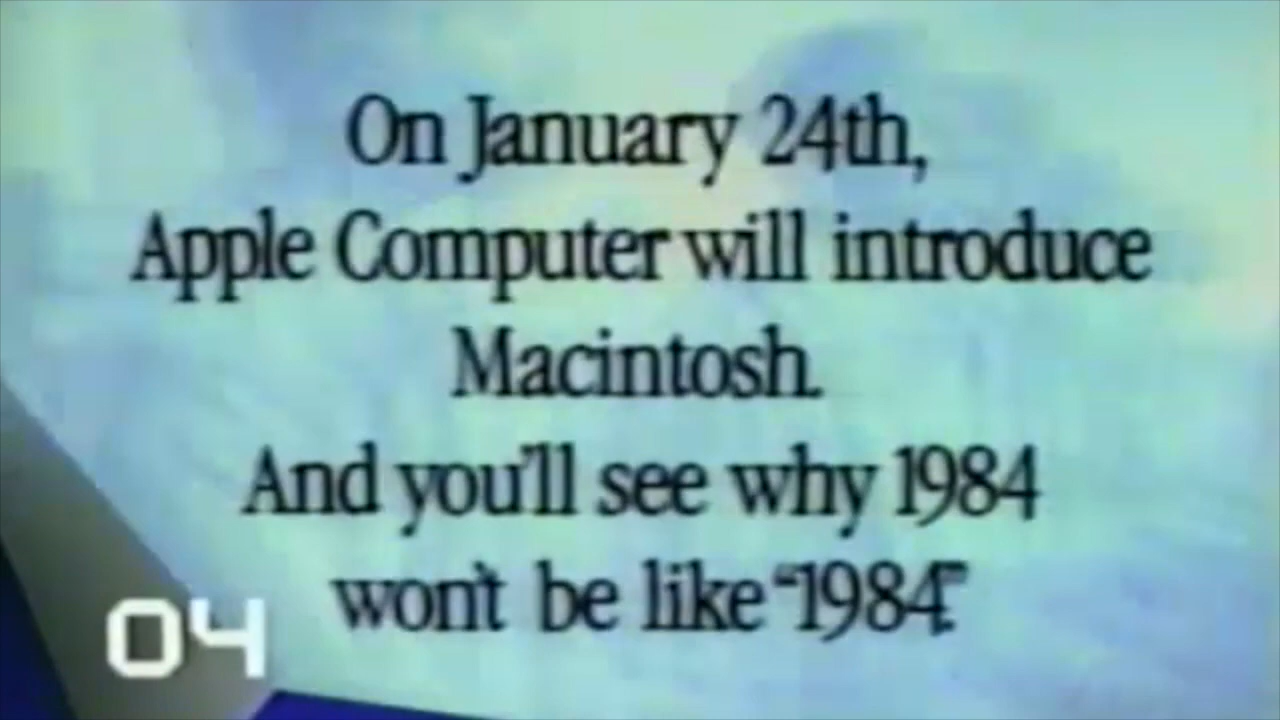 On January 24th,
Apple Computer will introduce
Macintosh.
And you'll see why 1984
won't be like "1984."
04